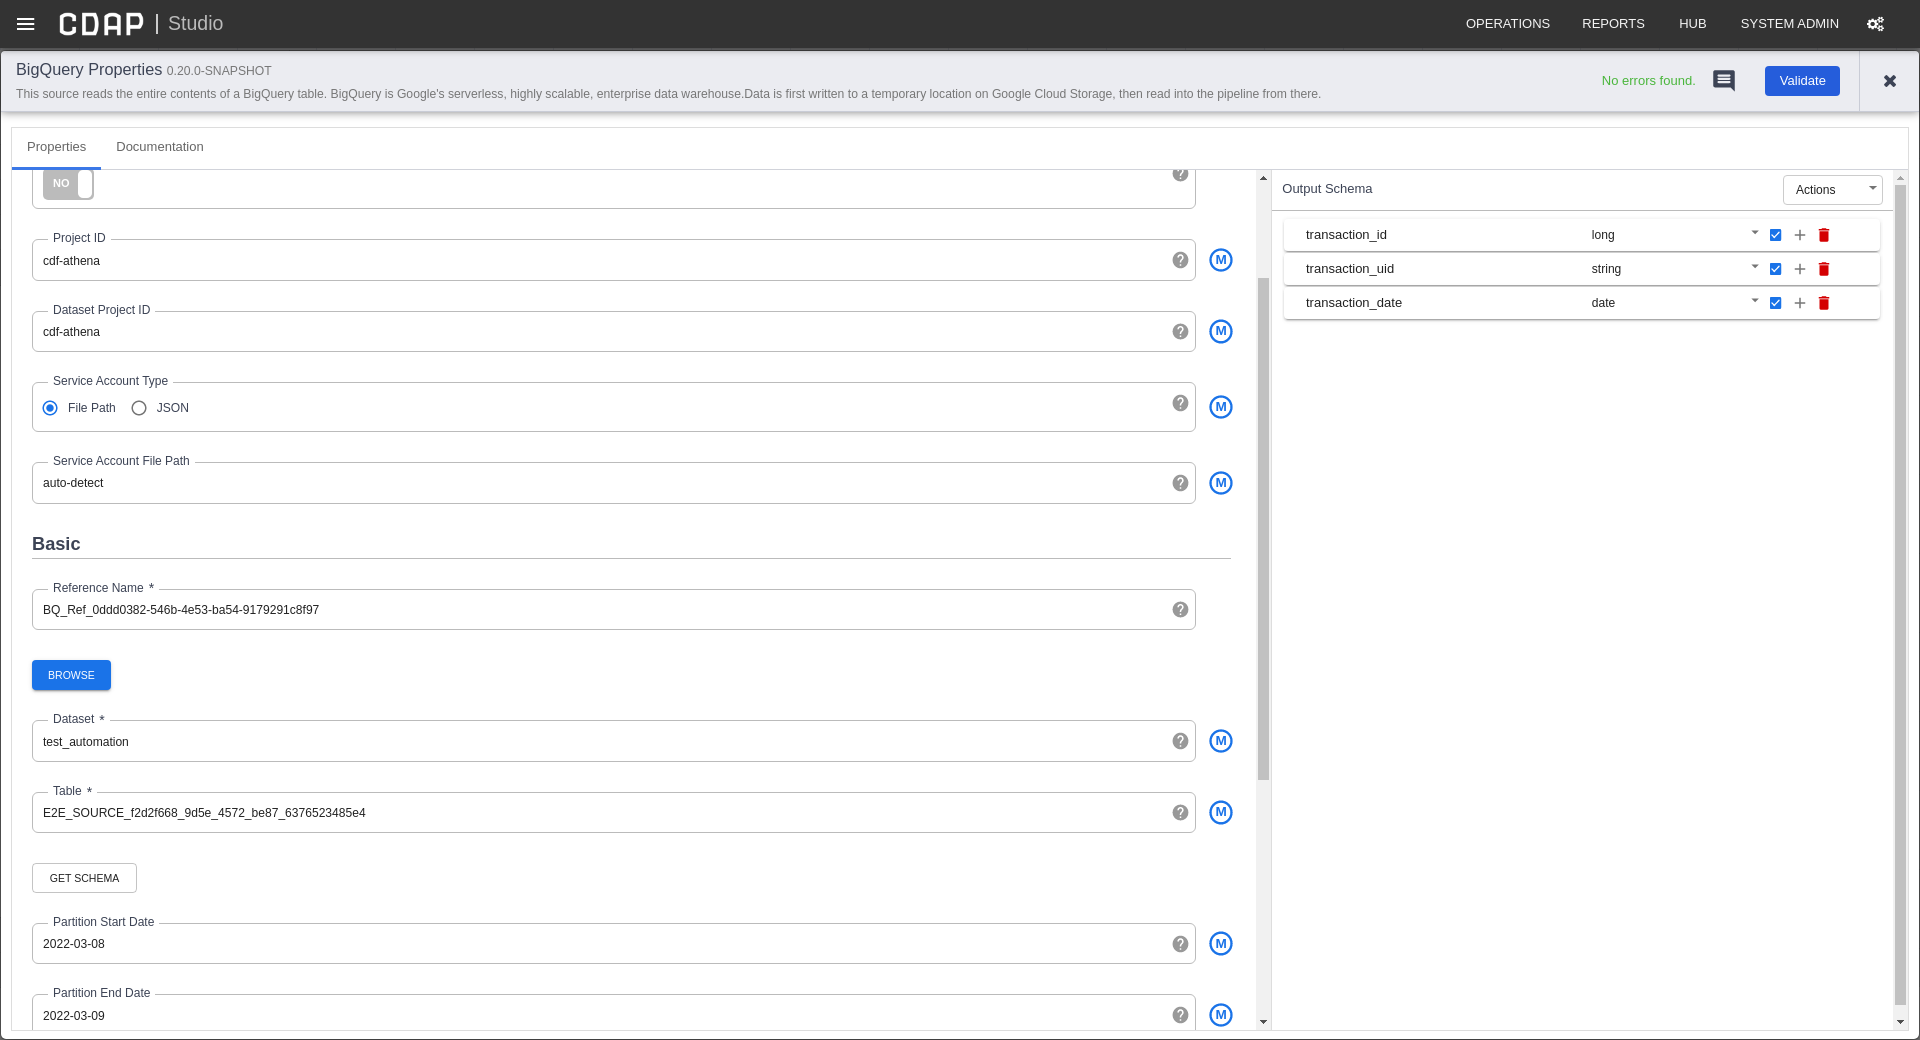 CDAP | Studio
OPERATIONS
REPORTS
HUB
SYSTEM ADMIN
BigQuery Properties 0.20.0-SNAPSHOT
This source reads the entire contents of a BigQuery table. BigQuery is Google's serverless, highly scalable, enterprise data warehouse.Data is first written to a temporary location on Google Cloud Storage, then read into the pipeline from there.
No errors found.
Validate
Properties
Documentation
NO
?
Project ID
cdf-athena
?
M
Dataset Project ID
cdf-athena
?
M
Service Account Type
File Path
JSON
?
M
Service Account File Path
auto-detect
?
M
Basic
Reference Name *
BQ_Ref_0ddd0382-546b-4e53-ba54-9179291c8f97
?
BROWSE
Dataset *
test_automation
?
M
Table *
E2E_SOURCE_f2d2f668_9d5e_4572_be87_6376523485e4
?
M
GET SCHEMA
Partition Start Date
2022-03-08
?
M
Partition End Date
2022-03-09
?
M
Output Schema
Actions
transaction_id long
transaction_uid string
transaction_date date